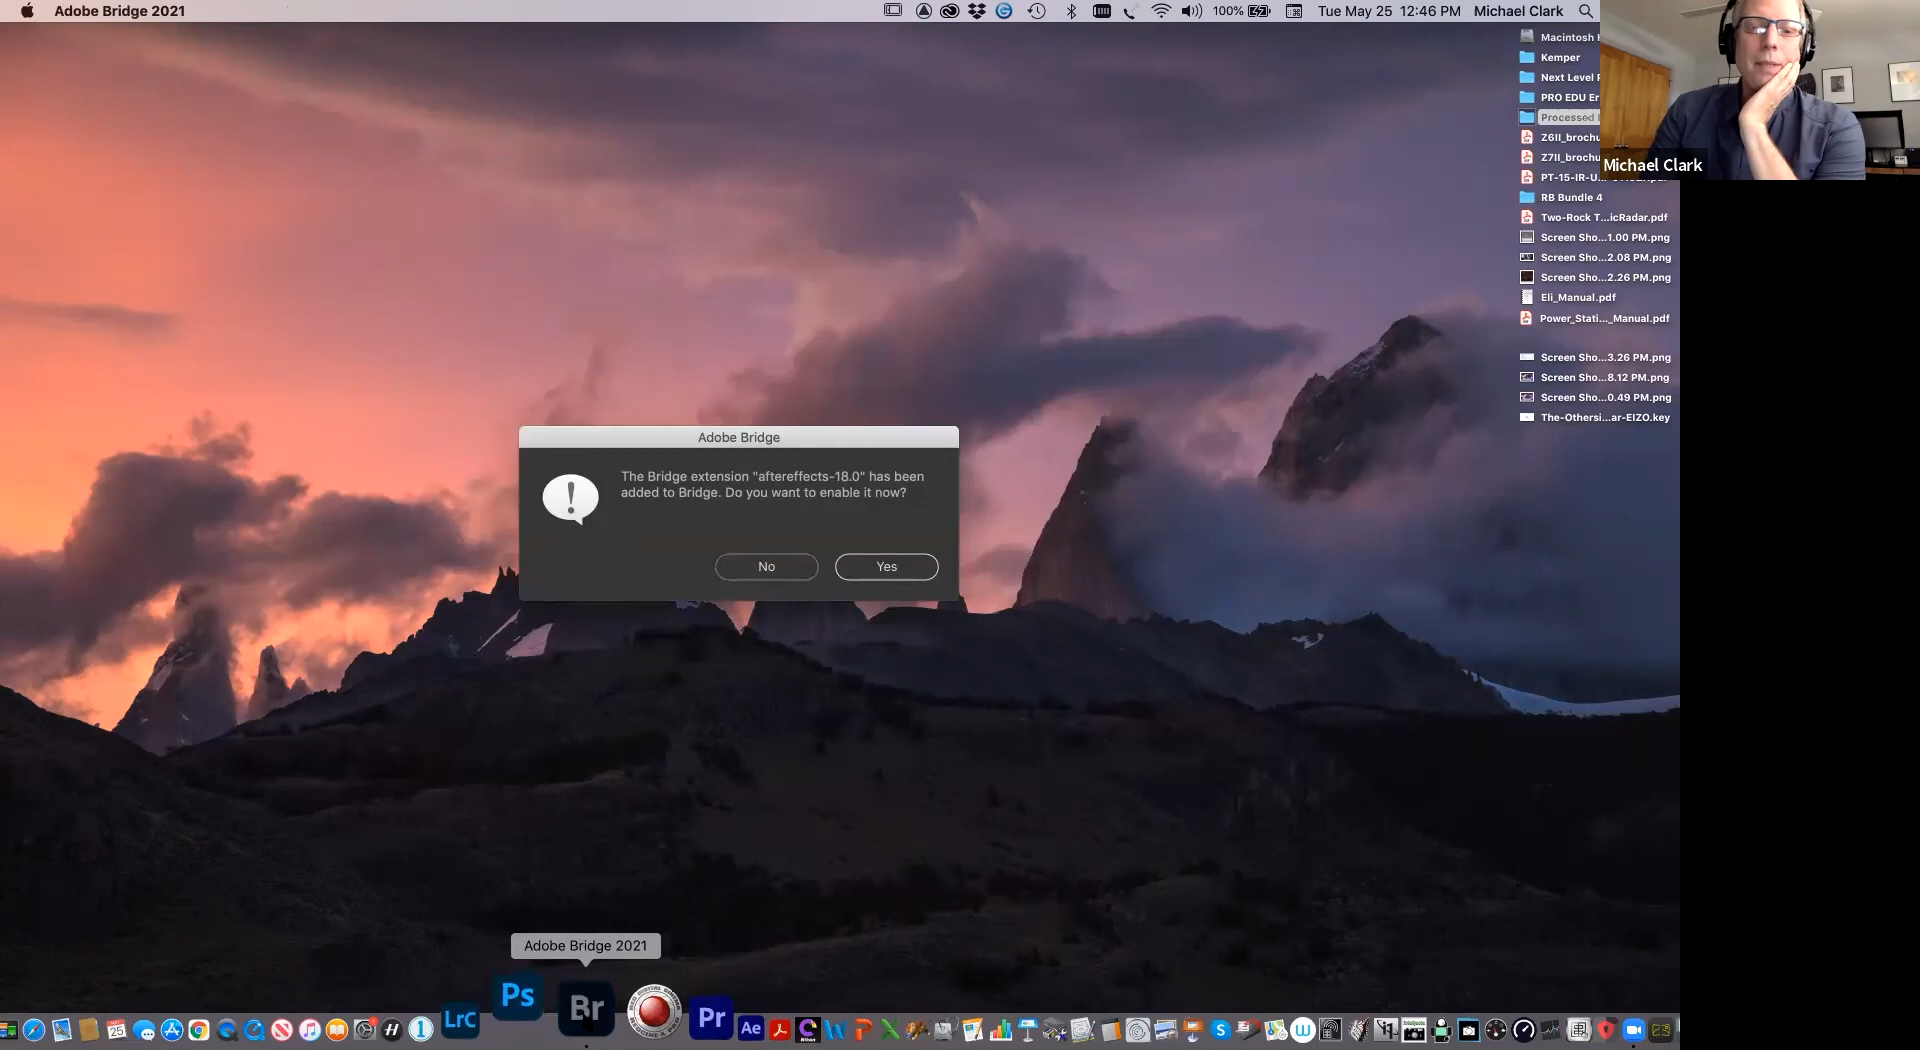 Adobe Bridge 2021
100%
Tue May 25 12:46 PM
Michael Clark
Macintosh
Kemper
Next Level
PRO EDU
Processed
Michael Clark
RB Bundle 4
Two-Rock T...icRadar.pdf
Screen Sho...1.00 PM.png
Screen Sho...2.08 PM.png
Screen Sho...2.26 PM.png
Eli_Manual.pdf
Power_Stati..._Manual.pdf
Screen Sho...3.26 PM.png
Screen Sho...8.12 PM.png
Screen Sho...0.49 PM.png
The-Othersi...ar-EIZO.key
Adobe Bridge
The Bridge extension "aftereffects-18.0" has been
added to Bridge. Do you want to enable it now?
No Yes
Adobe Bridge 2021
LrC Ps Br Pr Ae
25